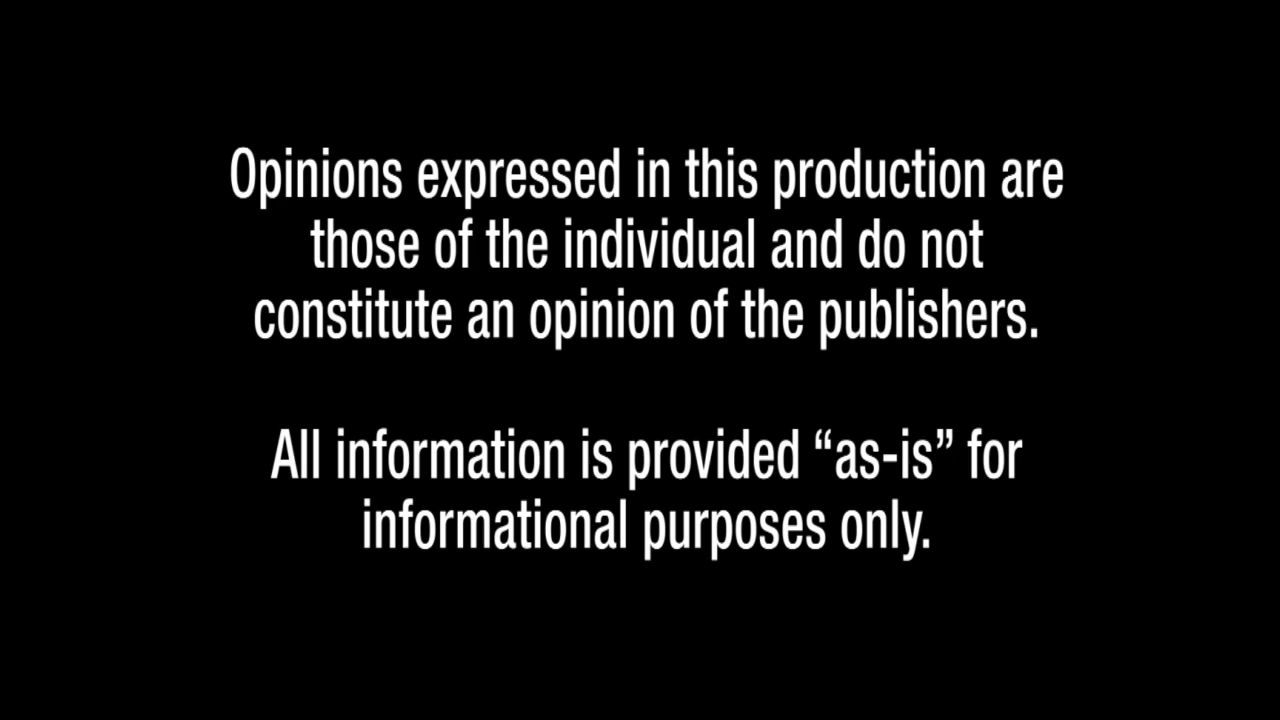 Opinions expressed in this production are
those of the individual and do not
constitute an opinion of the publishers.
All information is provided “as-is” for
informational purposes only.